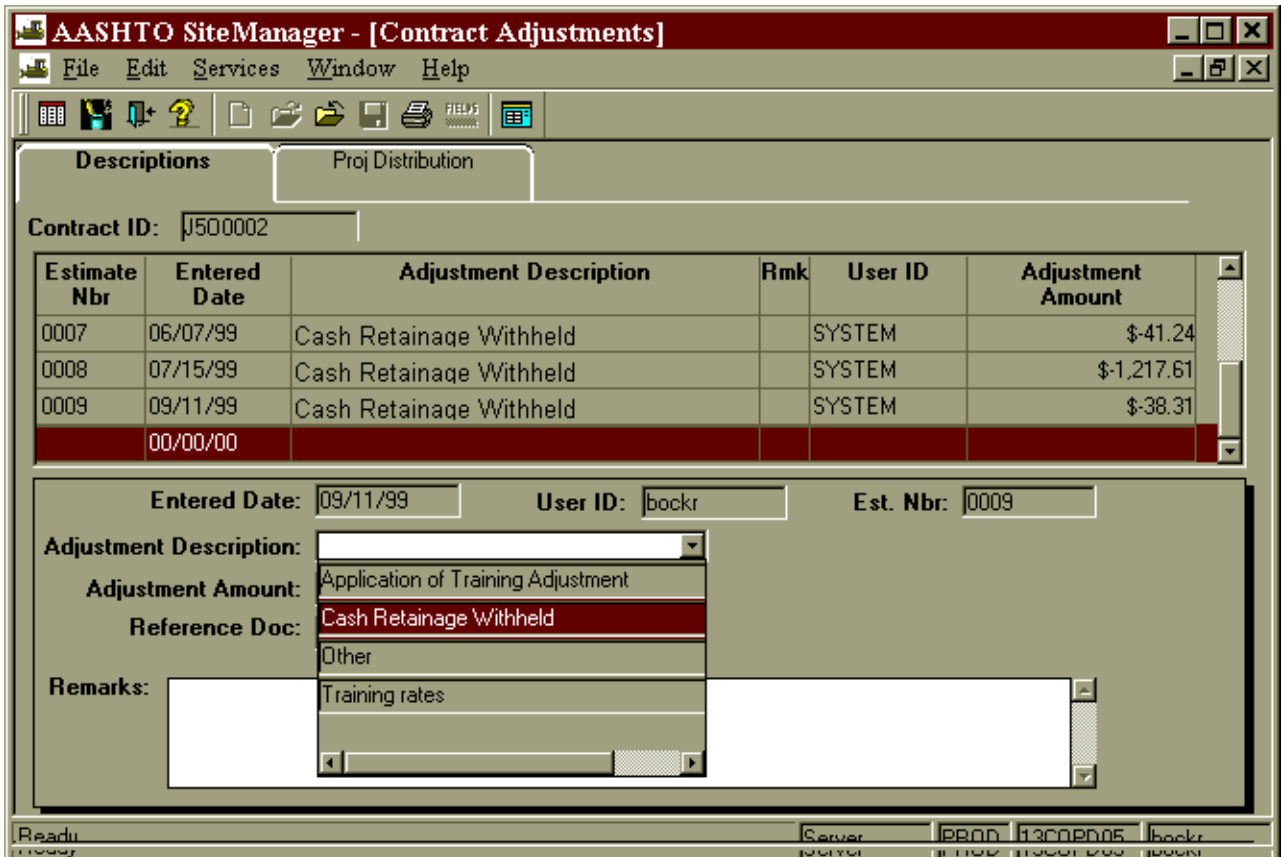 AASHTO SiteManager - [Contract Adjustments]
File Edit Services Window Help
FIELDS
Descriptions Proj Distribution
Contract ID: J5O0002
Estimate Nbr Entered Date Adjustment Description Rmk User ID Adjustment Amount
0007 06/07/99 Cash Retainage Withheld SYSTEM $-41.24
0008 07/15/99 Cash Retainage Withheld SYSTEM $-1,217.61
0009 09/11/99 Cash Retainage Withheld SYSTEM $-38.31
00/00/00
Entered Date: 09/11/99 User ID: bockr Est. Nbr: 0009
Adjustment Description:
Application of Training Adjustment
Adjustment Amount:
Cash Retainage Withheld
Reference Doc:
Other
Remarks:
Training rates
Ready Server PROD 13COPD05 bockr